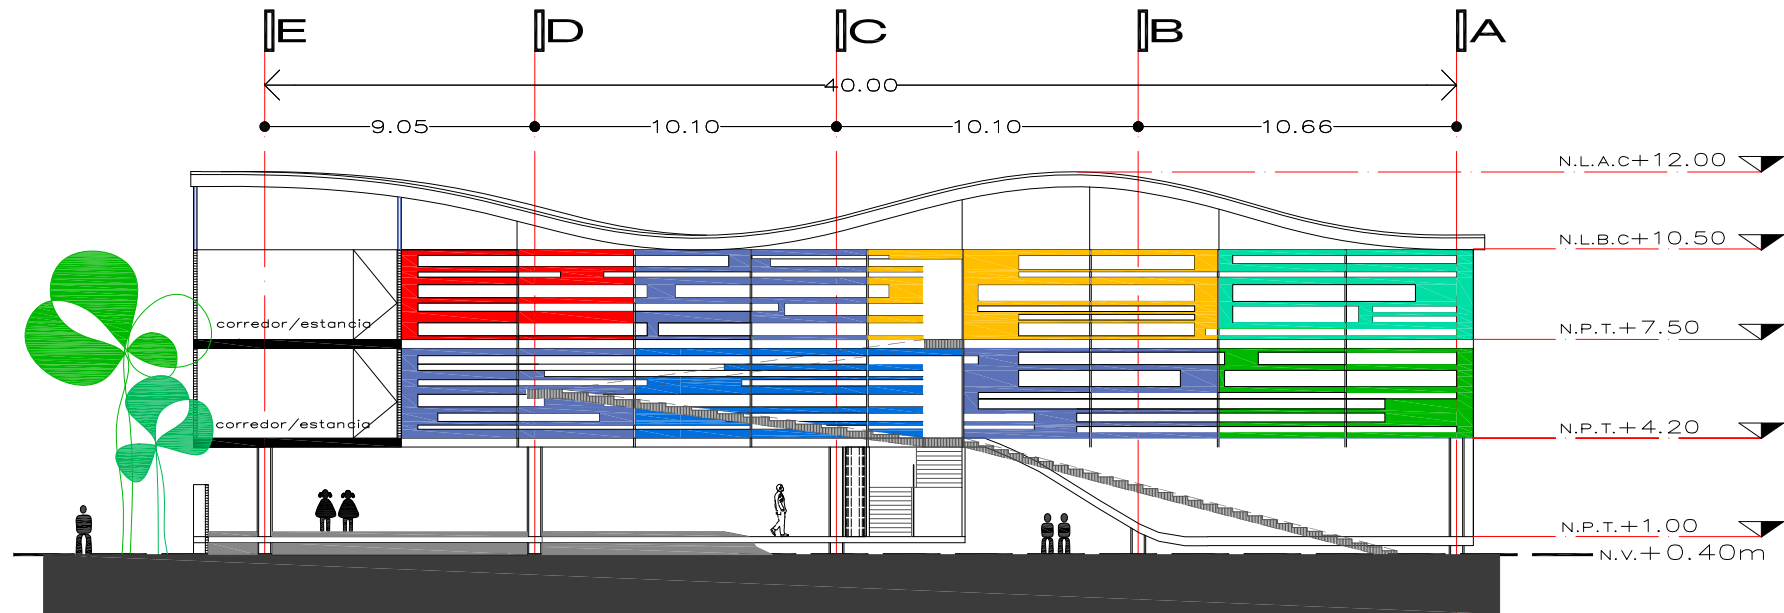 E D C B A
40.00
9.05 10.10 10.10 10.66
N.L.A.C+12.00
N.L.B.C+10.50
corredor/estancia
N.P.T.+7.50
corredor/estancia
N.P.T.+4.20
N.P.T.+1.00
N.V.+0.40m